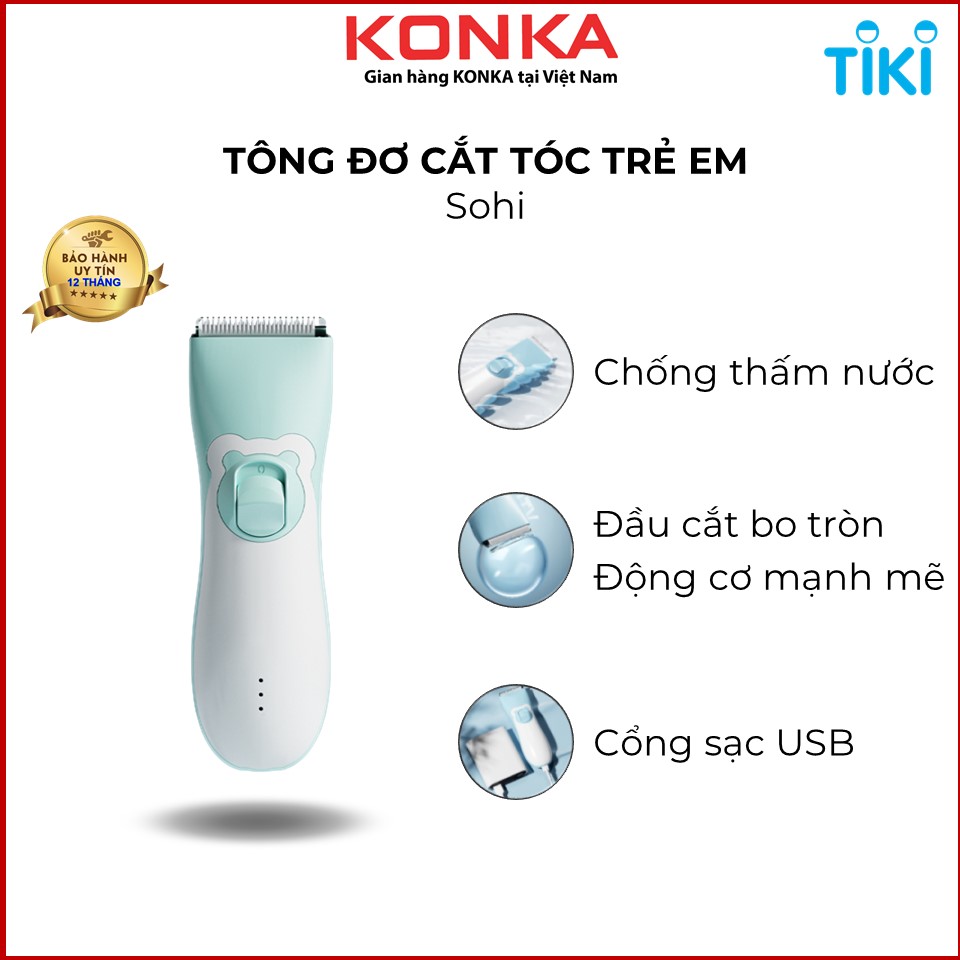 KONKA
Gian hàng KONKA tại Việt Nam
TiKi
TÔNG ĐƠ CẮT TÓC TRẺ EM
Sohi
BẢO HÀNH
UY TÍN
12 THÁNG
Chống thấm nước
Đầu cắt bo tròn
Động cơ mạnh mẽ
Cổng sạc USB
0